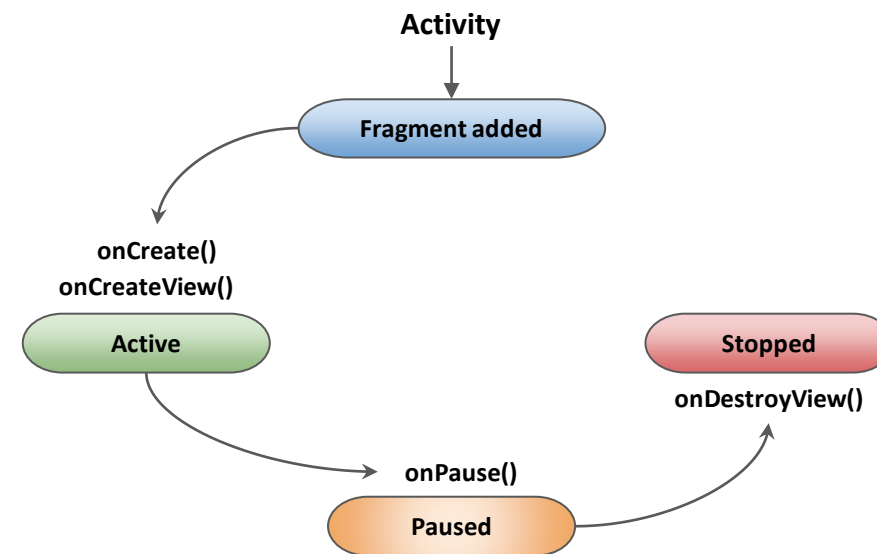 Activity
Fragment added
onCreate()
onCreateView()
Active
onPause()
Paused
Stopped
onDestroyView()